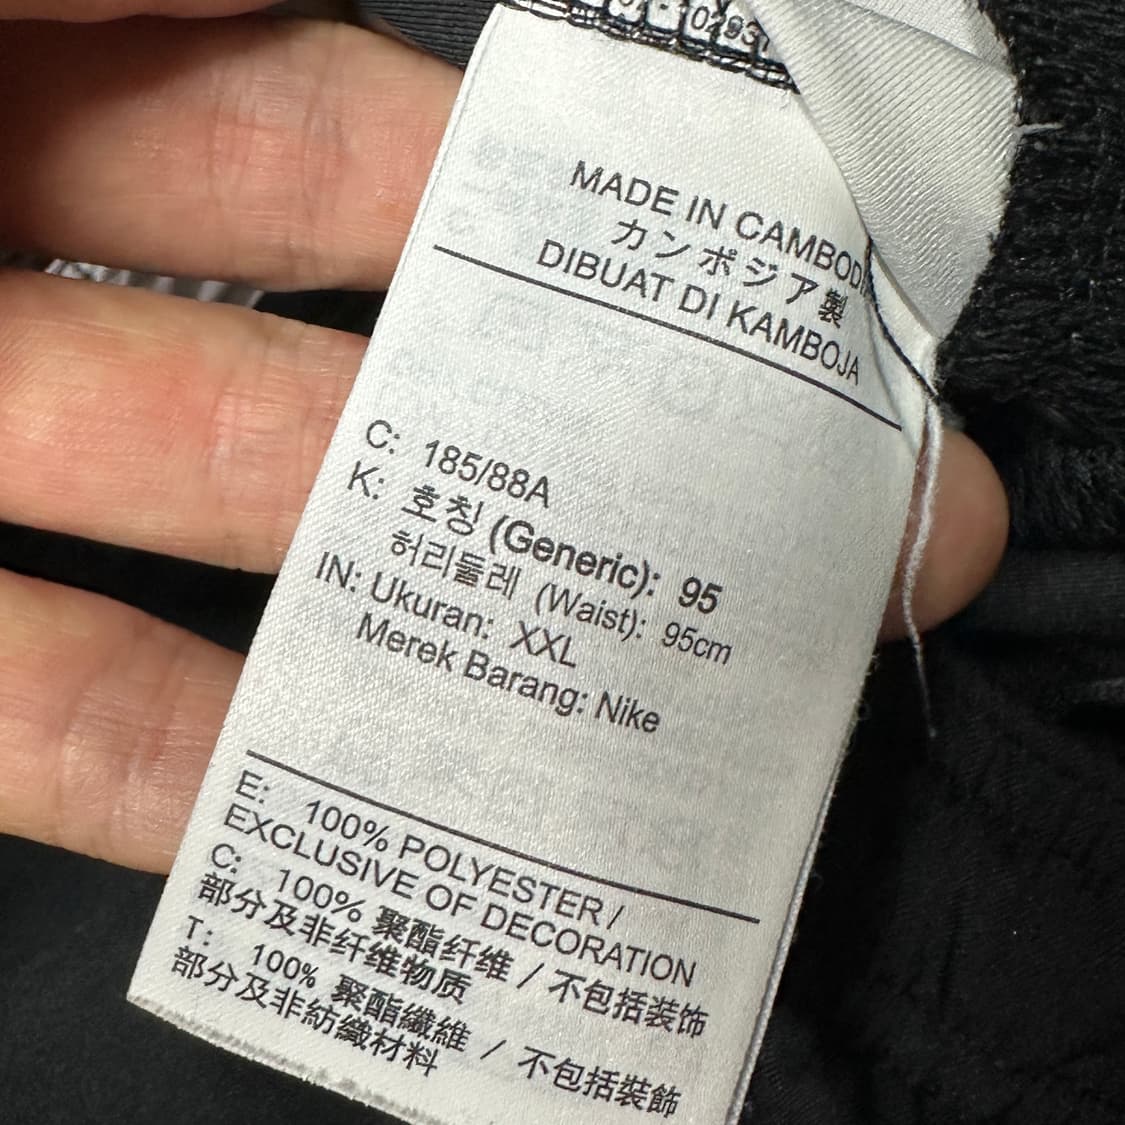 MADE IN CAMBODI
カンボジア製
DIBUAT DI KAMBOJA
C: 185/88A
K: 호칭 (Generic): 95
허리둘레 (Waist): 95cm
IN: Ukuran: XXL
Merek Barang: Nike
E: 100% POLYESTER /
EXCLUSIVE OF DECORATION
C: 100% 聚酯纤维 / 不包括装饰
部分及非纤维物质
T: 100% 聚酯纖維 / 不包括裝飾
部分及非紡織材料